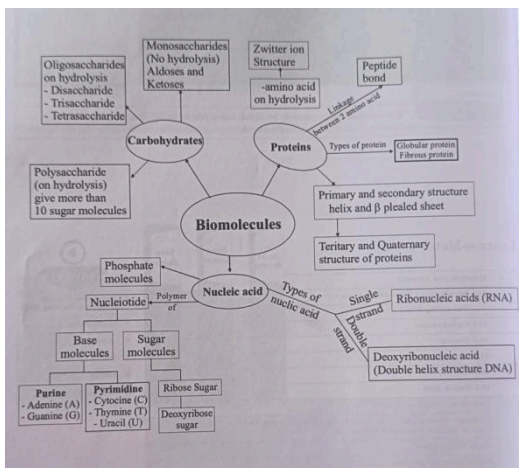 Oligosaccharides
on hydrolysis
- Disaccharide
- Trisaccharide
- Tetrasaccharide
Monosaccharides
(No hydrolysis)
Aldoses and
Ketoses
Zwitter ion
Structure
-amino acid
on hydrolysis
Peptide
bond
Linkage
between 2 amino acid
Carbohydrates
Proteins
Types of protein
Globular protein
Fibrous protein
Polysaccharide
(on hydrolysis)
give more than
10 sugar molecules
Primary and secondary structure
helix and β plealed sheet
Biomolecules
Teritary and Quaternary
structure of proteins
Phosphate
molecules
Nucleic acid
Types of
nuclic acid
Single
strand
Ribonucleic acids (RNA)
Double
strand
Deoxyribonucleic acid
(Double helix structure DNA)
Nucleiotide
Polymer
of
Base
molecules
Sugar
molecules
Purine
- Adenine (A)
- Guanine (G)
Pyrimidine
- Cytocine (C)
- Thymine (T)
- Uracil (U)
Ribose Sugar
Deoxyribose
sugar